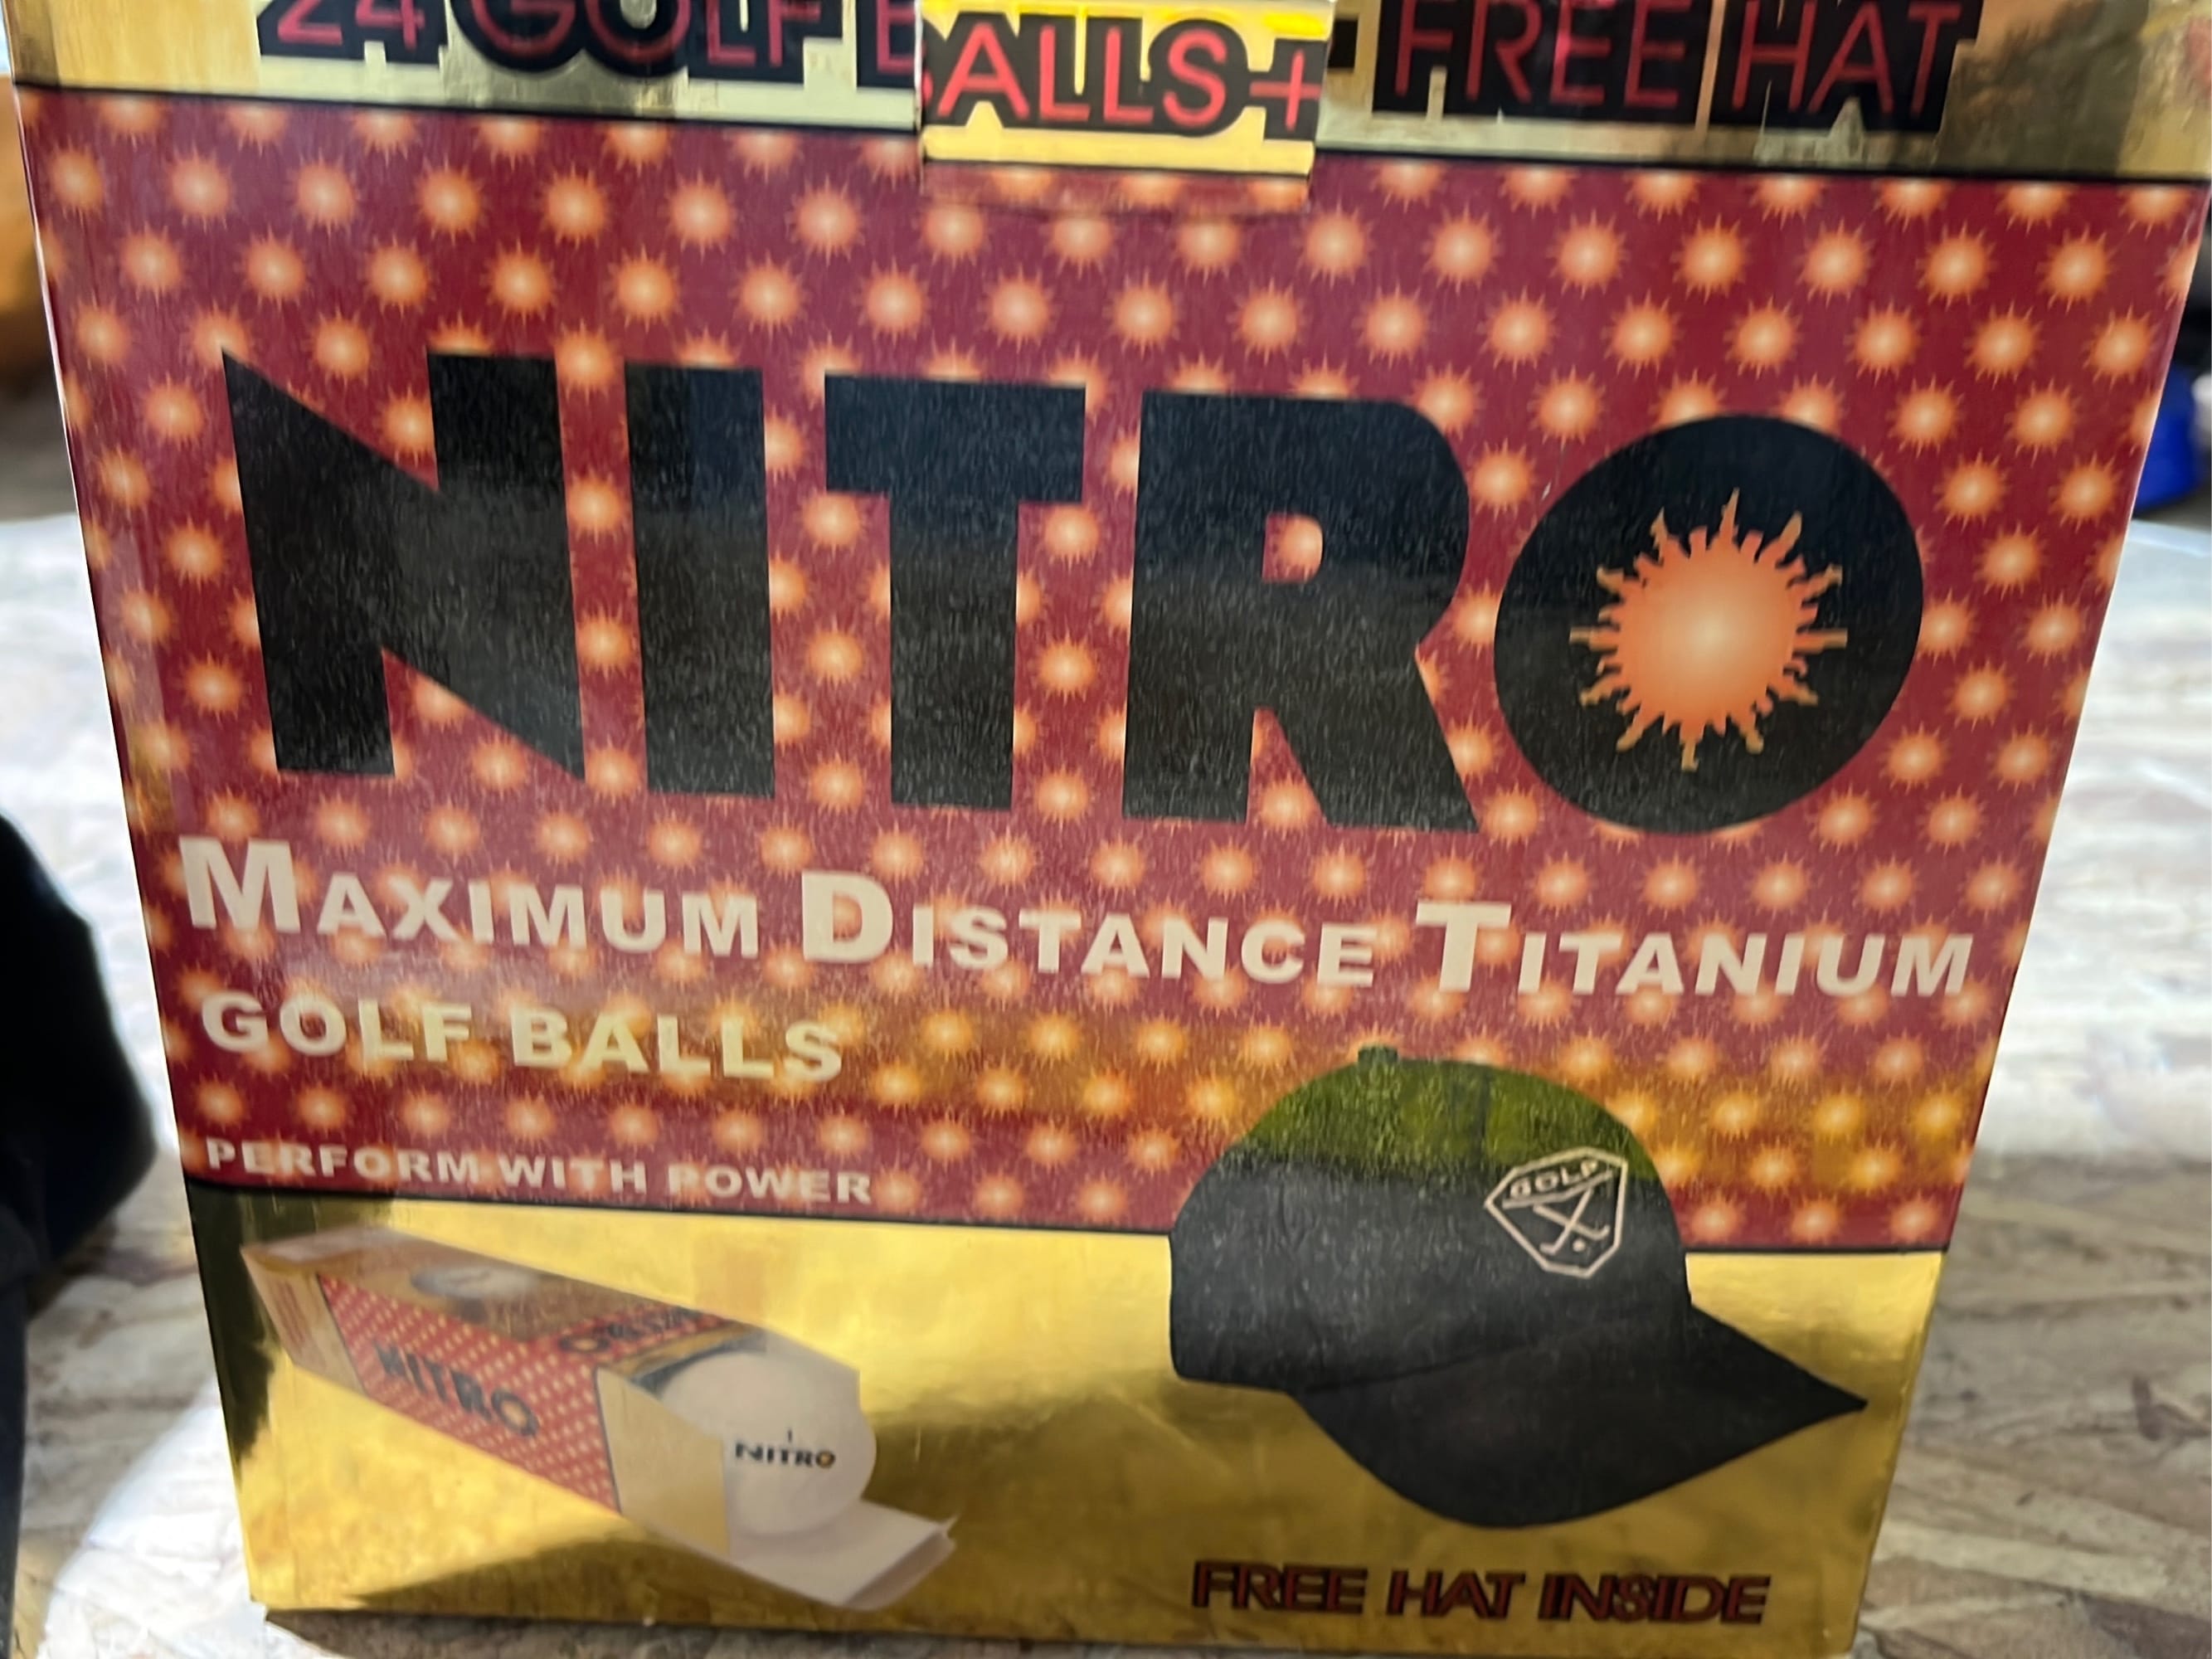 24 GOLF BALLS + FREE HAT
NITRO
MAXIMUM DISTANCE TITANIUM
GOLF BALLS
PERFORM WITH POWER
GOLF
NITRO
1
NITRO
FREE HAT INSIDE